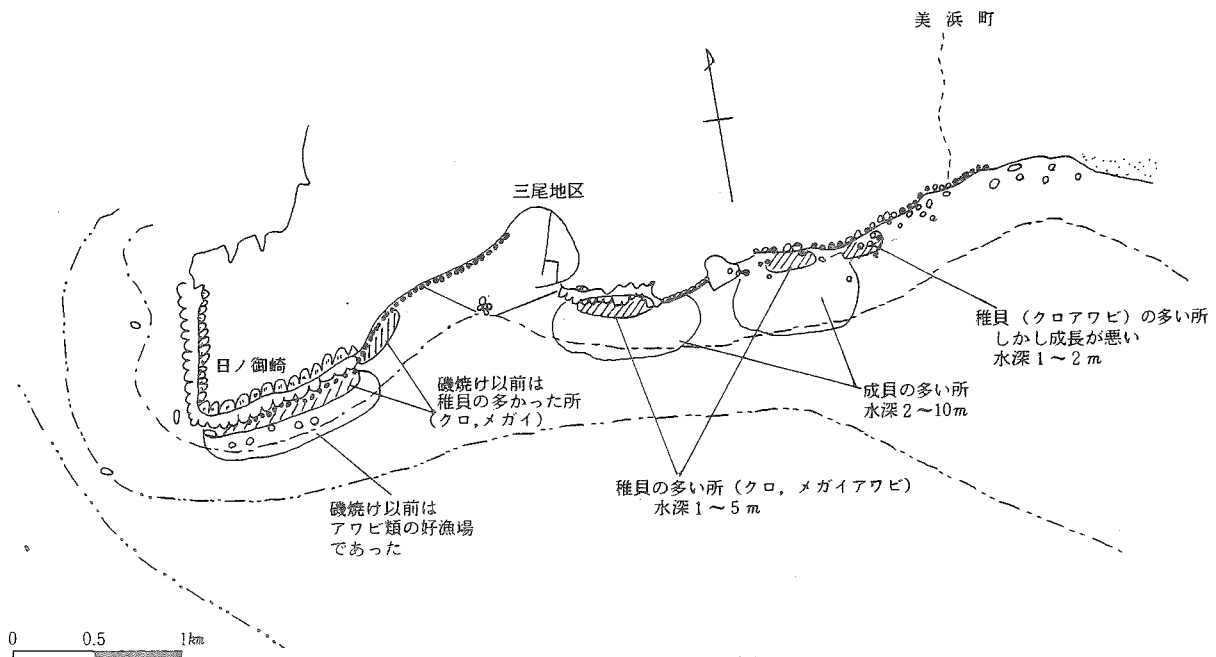 美浜町
三尾地区
日ノ御崎
磯焼け以前は
稚貝の多かった所
(クロ,メガイ)
磯焼け以前は
アワビ類の好漁場
であった
稚貝（クロアワビ）の多い所
しかし成長が悪い
水深1～2m
成貝の多い所
水深2～10m
稚貝の多い所（クロ，メガイアワビ）
水深1～5m
0 0.5 1km